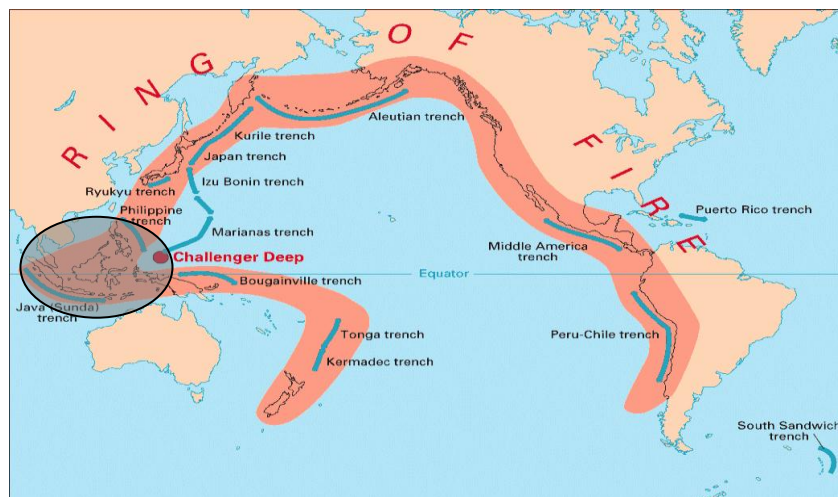 RING OF FIRE
Aleutian trench
Kurile trench
Japan trench
Izu Bonin trench
Ryukyu trench
Philippine
trench
Marianas trench
Challenger Deep
Equator
Bougainville trench
Java (Sunda)
trench
Tonga trench
Kermadec trench
Middle America
trench
Puerto Rico trench
Peru-Chile trench
South Sandwich
trench